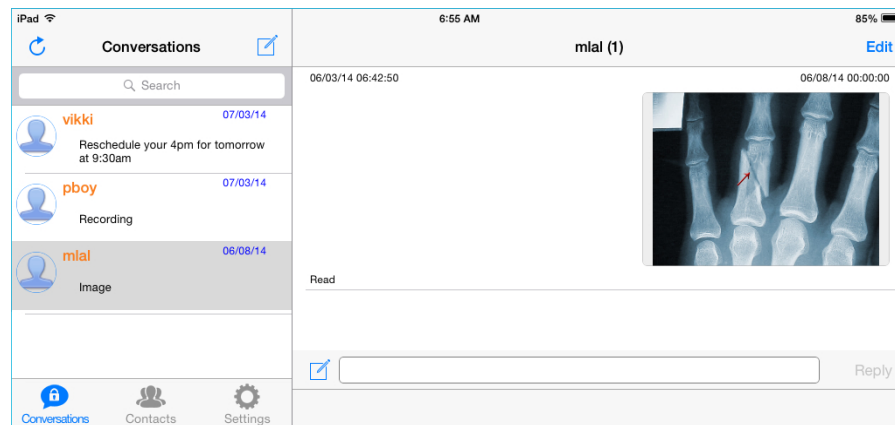 iPad 6:55 AM 85%
Conversations
Search
vikki 07/03/14
Reschedule your 4pm for tomorrow
at 9:30am
pboy 07/03/14
Recording
mlal 06/08/14
Image
Conversations Contacts Settings
mlal (1) Edit
06/03/14 06:42:50 06/08/14 00:00:00
Read
Reply